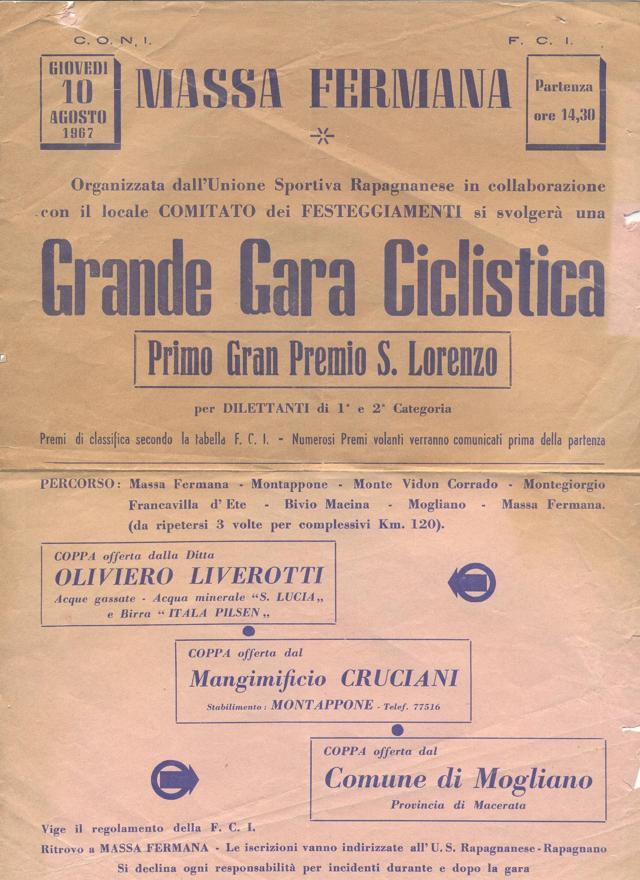 C. O. N. I.
F. C. I.
GIOVEDI
10
AGOSTO
1967
MASSA FERMANA
Partenza
ore 14,30
Organizzata dall'Unione Sportiva Rapagnanese in collaborazione
con il locale COMITATO dei FESTEGGIAMENTI si svolgerà una
Grande Gara Ciclistica
Primo Gran Premio S. Lorenzo
per DILETTANTI di 1ª e 2ª Categoria
Premi di classifica secondo la tabella F. C. I. - Numerosi Premi volanti verranno comunicati prima della partenza
PERCORSO: Massa Fermana - Montappone - Monte Vidon Corrado - Montegiorgio
Francavilla d'Ete - Bivio Macina - Mogliano - Massa Fermana.
(da ripetersi 3 volte per complessivi Km. 120).
COPPA offerta dalla Ditta
OLIVIERO LIVEROTTI
Acque gassate - Acqua minerale "S. LUCIA„
e Birra "ITALA PILSEN„
COPPA offerta dal
Mangimificio CRUCIANI
Stabilimento: MONTAPPONE - Telef. 77516
COPPA offerta dal
Comune di Mogliano
Provincia di Macerata
Vige il regolamento della F. C. I.
Ritrovo a MASSA FERMANA - Le iscrizioni vanno indirizzate all'U. S. Rapagnanese - Rapagnano
Si declina ogni responsabilità per incidenti durante e dopo la gara